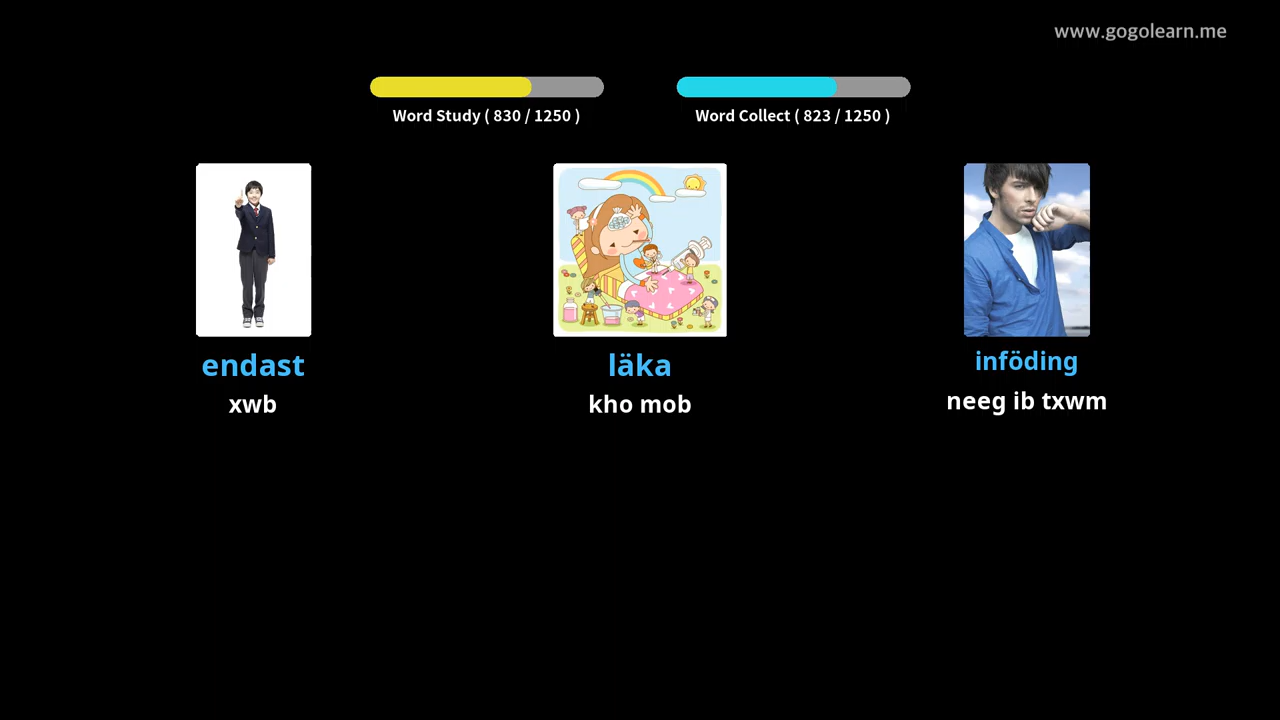 www.gogolearn.me
Word Study ( 830 / 1250 )
Word Collect ( 823 / 1250 )
endast
läka
inföding
xwb
kho mob
neeg ib txwm